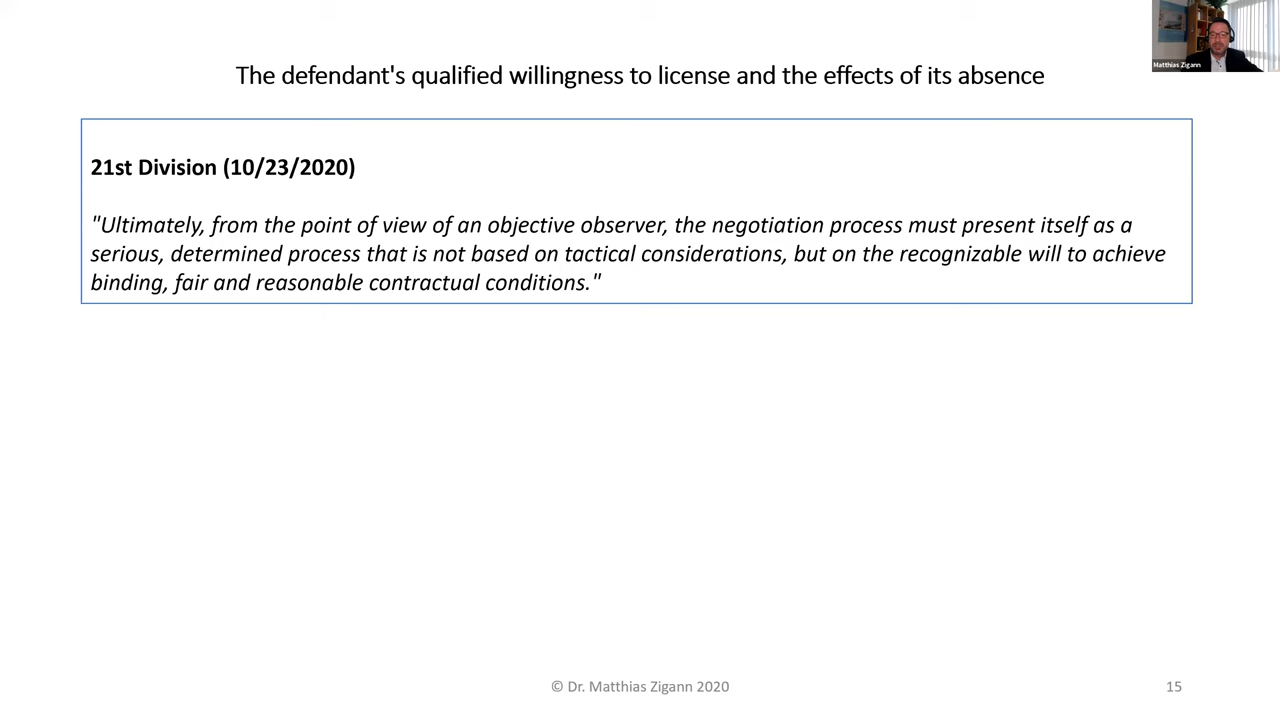 Matthias Zigann
The defendant's qualified willingness to license and the effects of its absence
21st Division (10/23/2020)
"Ultimately, from the point of view of an objective observer, the negotiation process must present itself as a
serious, determined process that is not based on tactical considerations, but on the recognizable will to achieve
binding, fair and reasonable contractual conditions."
© Dr. Matthias Zigann 2020
15